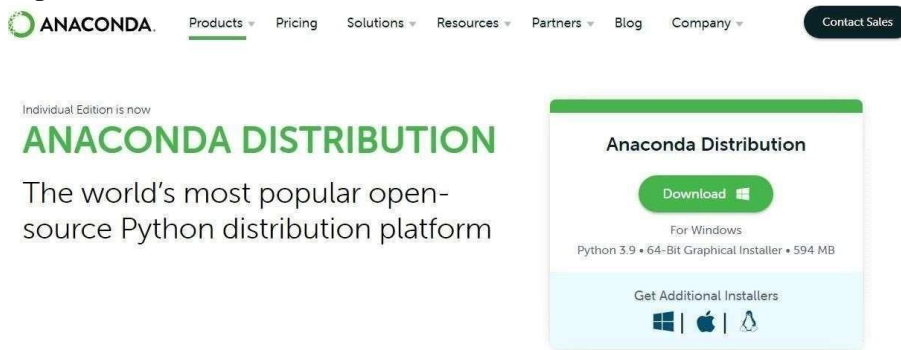 ANACONDA.
Products Pricing Solutions Resources Partners Blog Company Contact Sales
Individual Edition is now
ANACONDA DISTRIBUTION
The world's most popular open-
source Python distribution platform
Anaconda Distribution
Download
For Windows
Python 3.9 • 64-Bit Graphical Installer • 594 MB
Get Additional Installers
| |